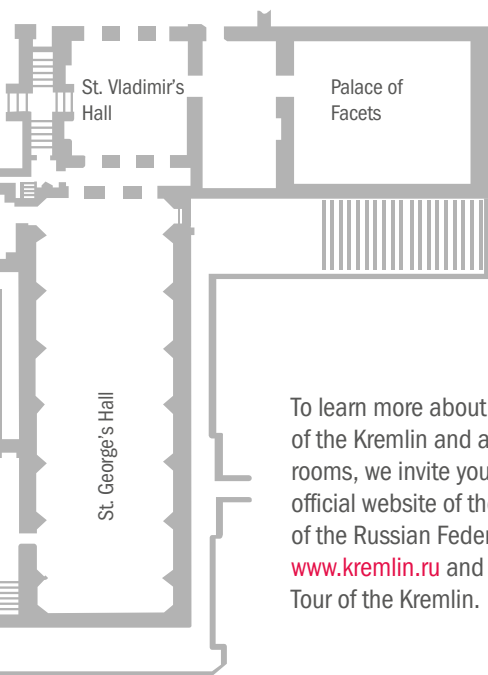 St. Vladimir's
Hall
Palace of
Facets
St. George's Hall
To learn more about
of the Kremlin and a
rooms, we invite you
official website of the
of the Russian Feder
www.kremlin.ru and
Tour of the Kremlin.